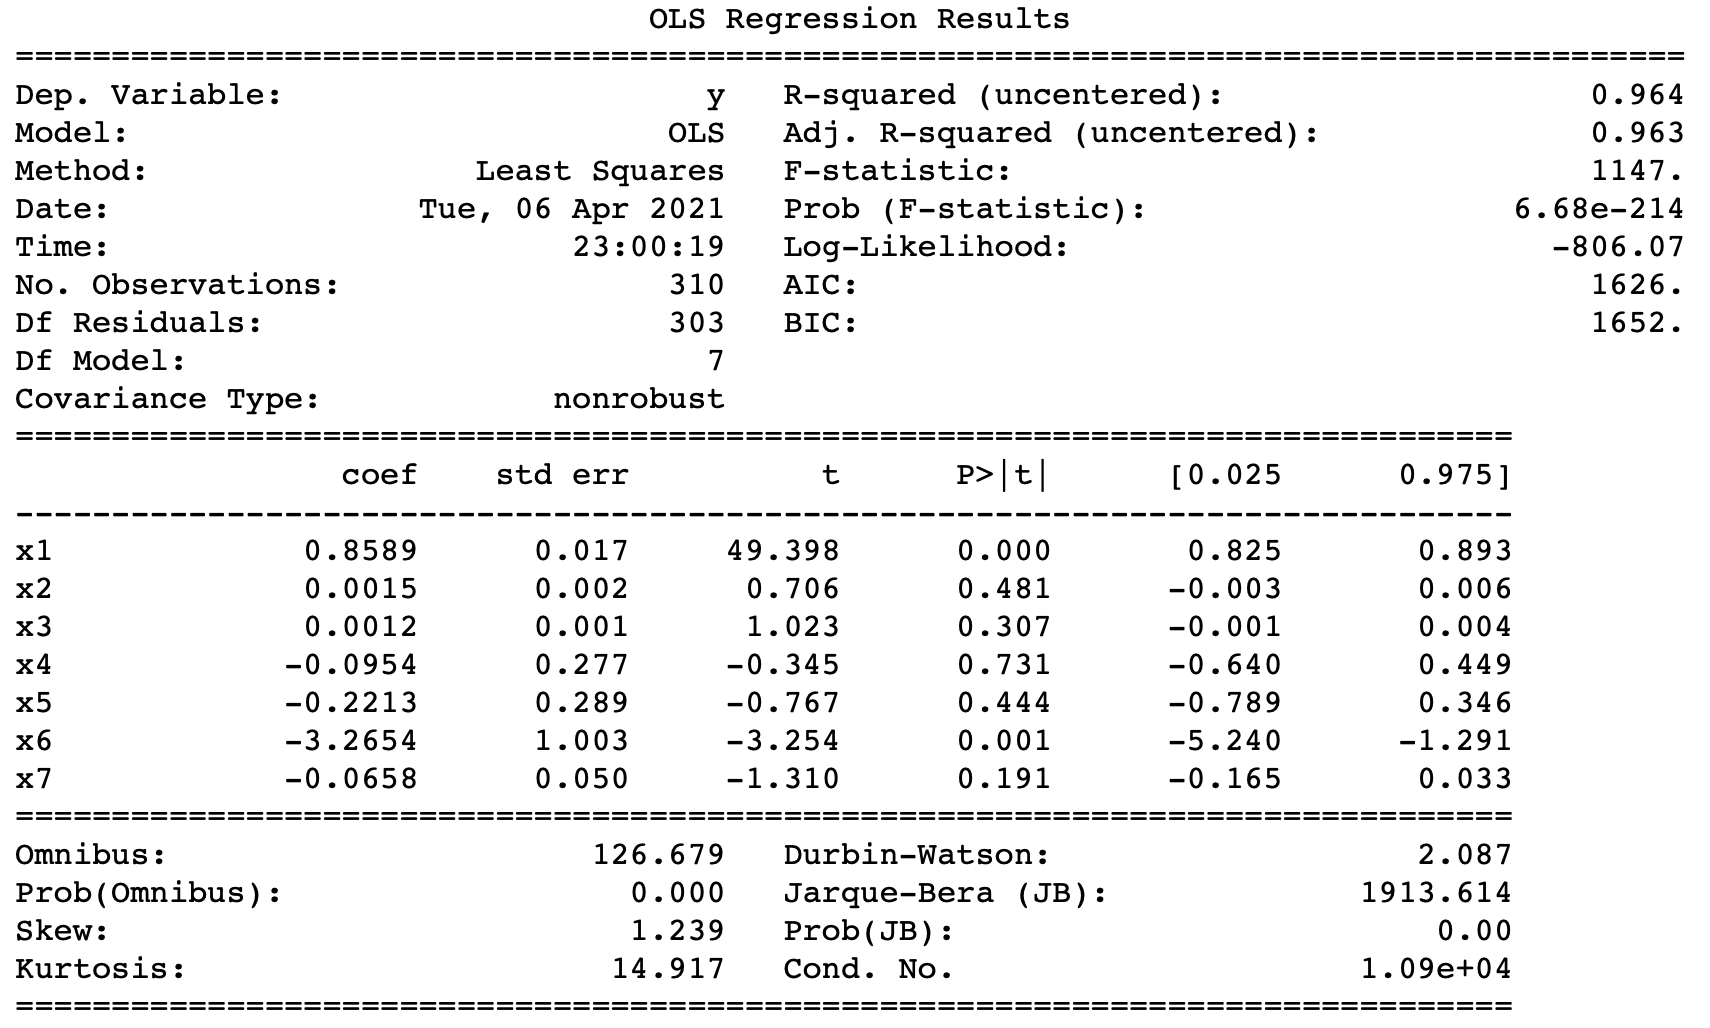 OLS Regression Results
==============================================================================
Dep. Variable: y R-squared (uncentered): 0.964
Model: OLS Adj. R-squared (uncentered): 0.963
Method: Least Squares F-statistic: 1147.
Date: Tue, 06 Apr 2021 Prob (F-statistic): 6.68e-214
Time: 23:00:19 Log-Likelihood: -806.07
No. Observations: 310 AIC: 1626.
Df Residuals: 303 BIC: 1652.
Df Model: 7
Covariance Type: nonrobust
==============================================================================
coef std err t P>|t| [0.025 0.975]
------------------------------------------------------------------------------
x1 0.8589 0.017 49.398 0.000 0.825 0.893
x2 0.0015 0.002 0.706 0.481 -0.003 0.006
x3 0.0012 0.001 1.023 0.307 -0.001 0.004
x4 -0.0954 0.277 -0.345 0.731 -0.640 0.449
x5 -0.2213 0.289 -0.767 0.444 -0.789 0.346
x6 -3.2654 1.003 -3.254 0.001 -5.240 -1.291
x7 -0.0658 0.050 -1.310 0.191 -0.165 0.033
==============================================================================
Omnibus: 126.679 Durbin-Watson: 2.087
Prob(Omnibus): 0.000 Jarque-Bera (JB): 1913.614
Skew: 1.239 Prob(JB): 0.00
Kurtosis: 14.917 Cond. No. 1.09e+04
==============================================================================